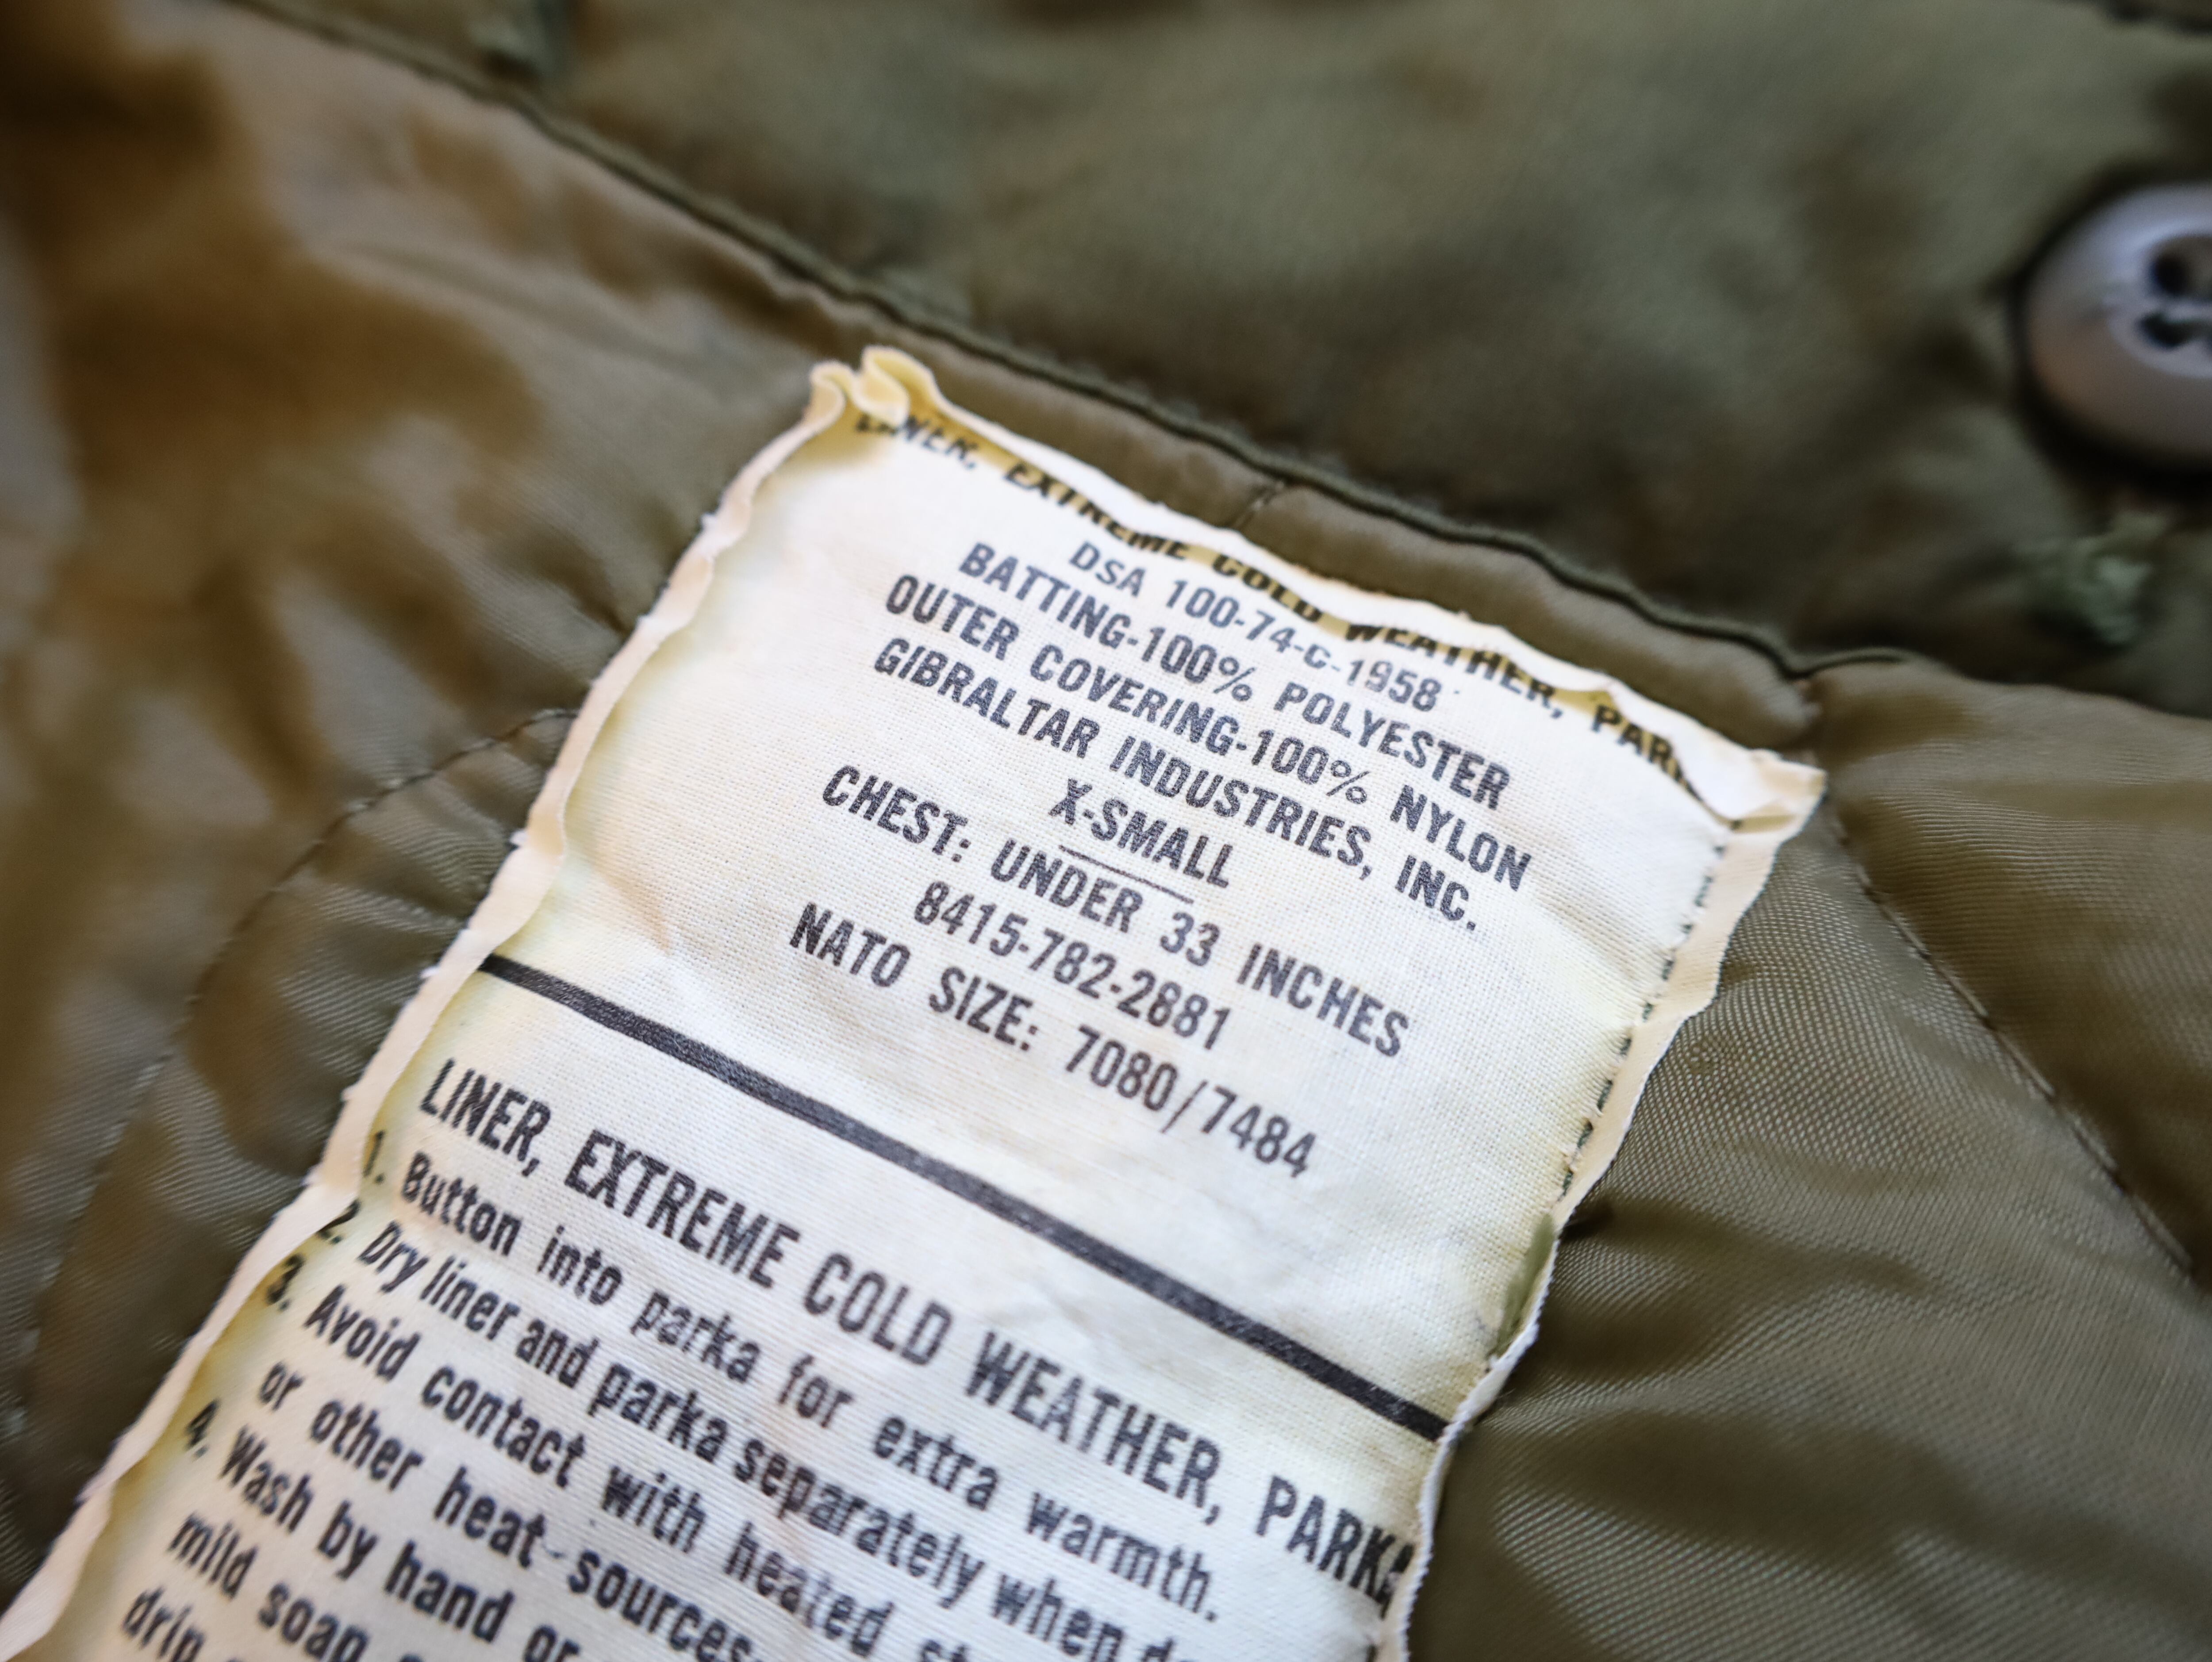 LINER, EXTREME COLD WEATHER, PARKA
DSA 100-74-C-1958
BATTING-100% POLYESTER
OUTER COVERING-100% NYLON
GIBRALTAR INDUSTRIES, INC.
X-SMALL
CHEST: UNDER 33 INCHES
8415-782-2881
NATO SIZE: 7080/7484
LINER, EXTREME COLD WEATHER, PARKA
1. Button into parka for extra warmth.
2. Dry liner and parka separately when
3. Avoid contact with heated
or other heat sources.
4. Wash by hand or
mild soap
drip